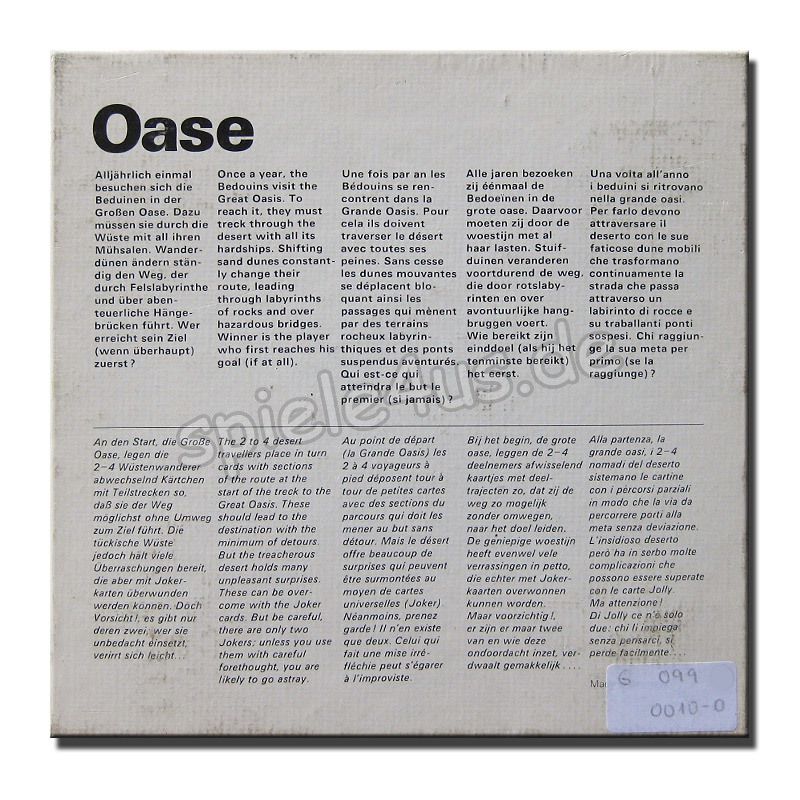 Oase
Alljährlich einmal
besuchen sich die
Beduinen in der
Großen Oase. Dazu
müssen sie durch die
Wüste mit all ihren
Mühsalen. Wander-
dünen ändern stän-
dig den Weg, der
durch Felslabyrinthe
und über aben-
teuerliche Hänge-
brücken führt. Wer
erreicht sein Ziel
(wenn überhaupt)
zuerst?
Once a year, the
Bedouins visit the
Great Oasis. To
reach it, they must
treck through the
desert with all its
hardships. Shifting
sand dunes constant-
ly change their
route, leading
through labyrinths
of rocks and over
hazardous bridges.
Winner is the player
who first reaches his
goal (if at all).
Une fois par an les
Bédouins se ren-
contrent dans la
Grande Oasis. Pour
cela ils doivent
traverser le désert
avec toutes ses
peines. Sans cesse
les dunes mouvantes
se déplacent blo-
quant ainsi les
passages qui mènent
par des terrains
rocheux labyrin-
thiques et des ponts
suspendus aventurés.
Qui est-ce qui
atteindra le but le
premier (si jamais)?
Alle jaren bezoeken
zij éénmaal de
Bedoeïnen in de
grote oase. Daarvoor
moeten zij door de
woestijn met al
haar lasten. Stuif-
duinen veranderen
voortdurend de weg,
die door rotslaby-
rinten en over
avontuurlijke hang-
bruggen voert.
Wie bereikt zijn
einddoel (als hij het
tenminste bereikt)
het eerst.
Una volta all'anno
i beduini si ritrovano
nella grande oasi.
Per farlo devono
attraversare il
deserto con le sue
faticose dune mobili
che trasformano
continuamente la
strada che passa
attraverso un
labirinto di rocce e
su traballanti ponti
sospesi. Chi raggiun-
ge la sua meta per
primo (se la
raggiunge)?
An den Start, die Große
Oase, legen die
2-4 Wüstenwanderer
abwechselnd Kärtchen
mit Teilstrecken so,
daß sie der Weg
möglichst ohne Umweg
zum Ziel führt. Die
tückische Wüste
jedoch hält viele
Überraschungen bereit,
die aber mit Joker-
karten überwunden
werden können. Doch
Vorsicht!, es gibt nur
deren zwei; wer sie
unbedacht einsetzt,
verirrt sich leicht...
The 2 to 4 desert
travellers place in turn
cards with sections
of the route at the
start of the treck to the
Great Oasis. These
should lead to the
destination with the
minimum of detours.
But the treacherous
desert holds many
unpleasant surprises.
These can be over-
come with the Joker
cards. But be careful,
there are only two
Jokers; unless you use
them with careful
forethought, you are
likely to go astray.
Au point de départ
(la Grande Oasis) les
2 à 4 voyageurs à
pied déposent tour à
tour de petites cartes
avec des sections du
parcours qui doit les
mener au but sans
détour. Mais le désert
offre beaucoup de
surprises qui peuvent
être surmontées au
moyen de cartes
universelles (Joker).
Néanmoins, prenez
garde! Il n'en existe
que deux. Celui qui
fait une mise irré-
fléchie peut s'égarer
à l'improviste.
Bij het begin, de grote
oase, leggen de 2-4
deelnemers afwisselend
kaartjes met deel-
trajecten zo, dat zij de
weg zo mogelijk
zonder omwegen,
naar het doel leiden.
De geniepige woestijn
heeft evenwel vele
verrassingen in petto,
die echter met Joker-
kaarten overwonnen
kunnen worden.
Maar voorzichtig!,
er zijn er maar twee
van en wie deze
ondoordacht inzet, ver-
dwaalt gemakkelijk....
Alla partenza, la
grande oasi, i 2-4
nomadi del deserto
sistemano le cartine
con i percorsi parziali
in modo che la via da
percorrere porti alla
meta senza deviazione.
L'insidioso deserto
però ha in serbo molte
complicazioni che
possono essere superate
con le carte Jolly.
Ma attenzione!
Di Jolly ce n'è solo
due: chi li impiega
senza pensarci, si
perde facilmente....
Ma
G 099
0010-0
spiele4us.de